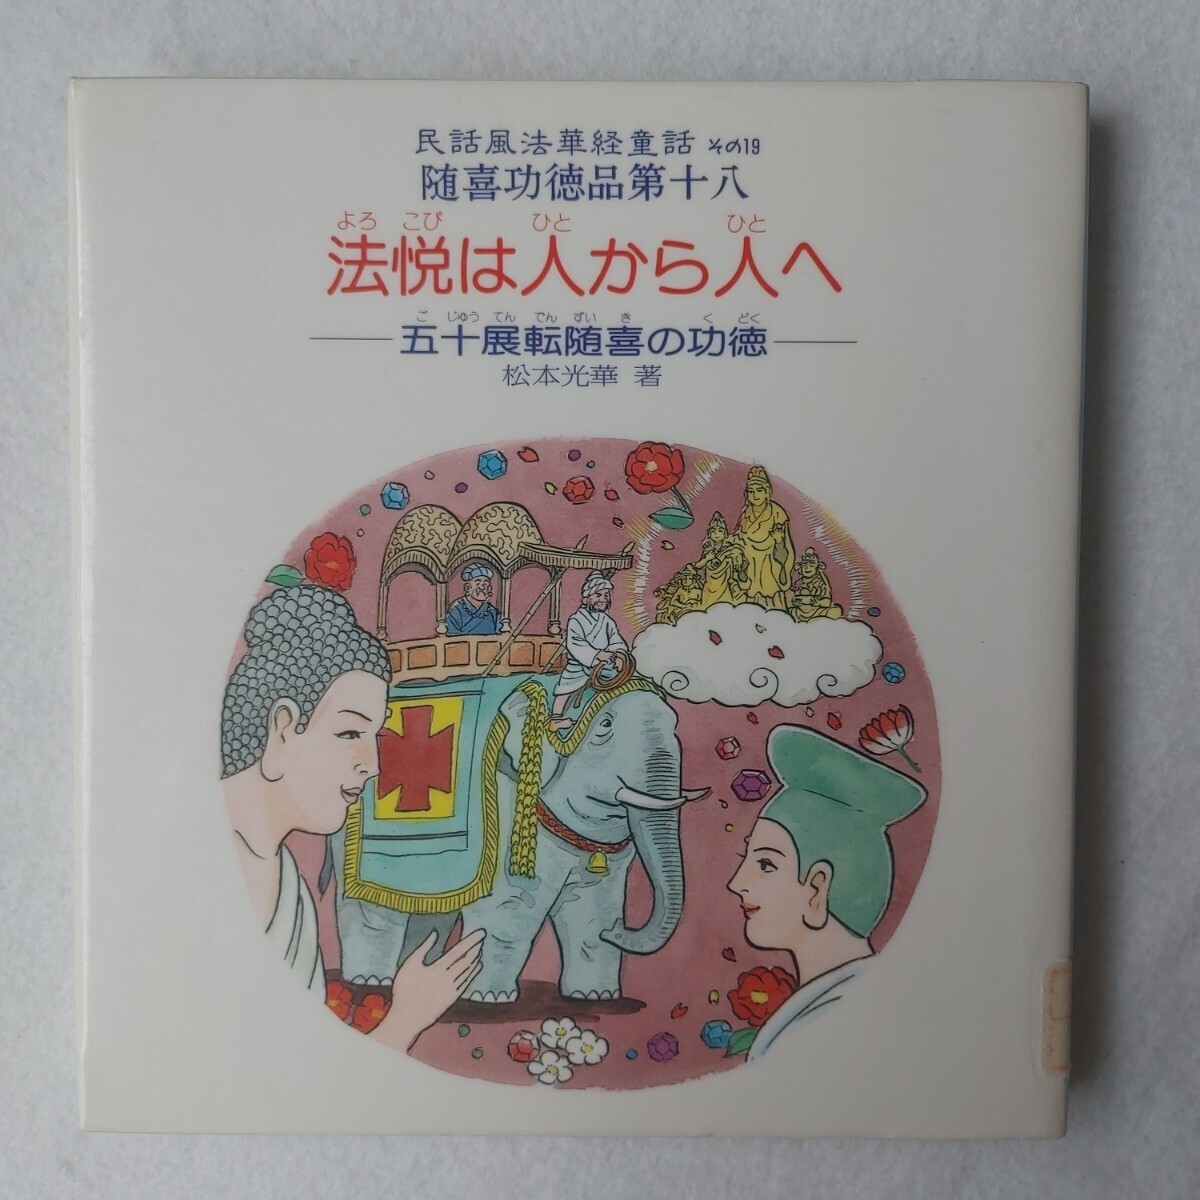 民話風法華経童話 その19
随喜功徳品第十八
よろ こび ひと ひと
法悦は人から人へ
ご じゅう てん でん ずい き く どく
五十展転随喜の功徳
松本光華 著